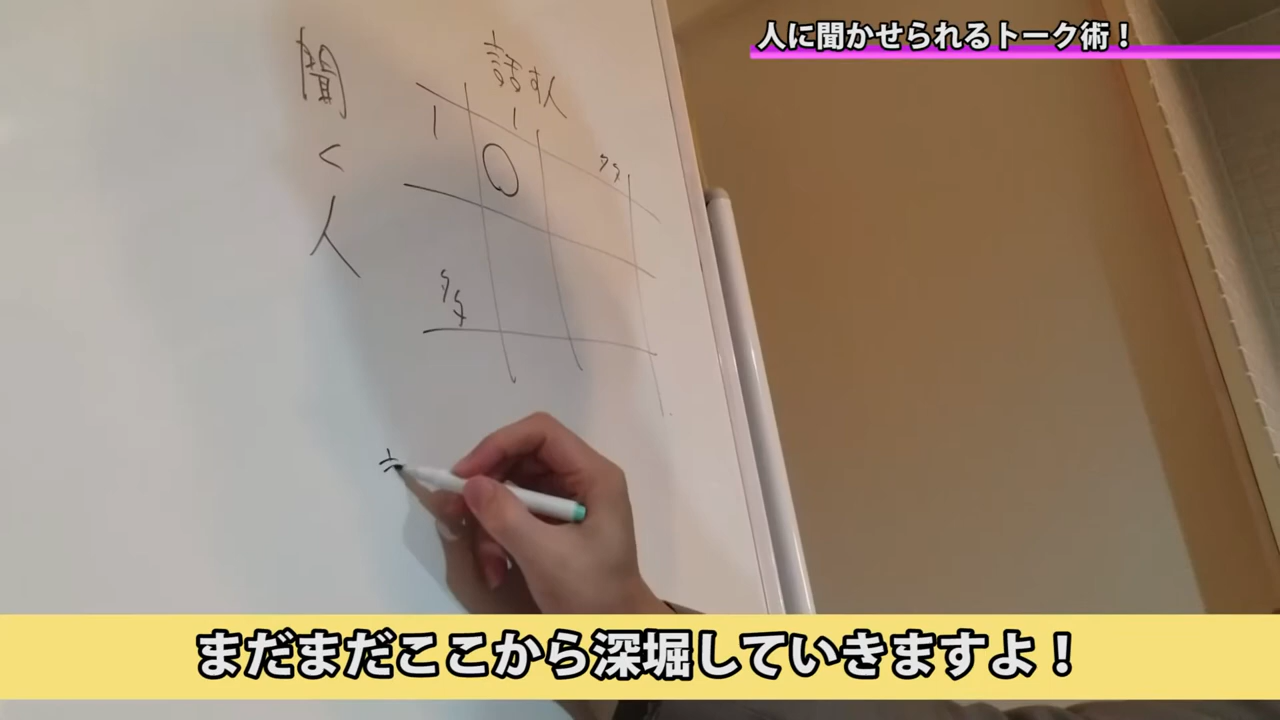 人に聞かせられるトーク術！
聞く人
話す人
1 1 多
多
まだまだここから深堀していきますよ！